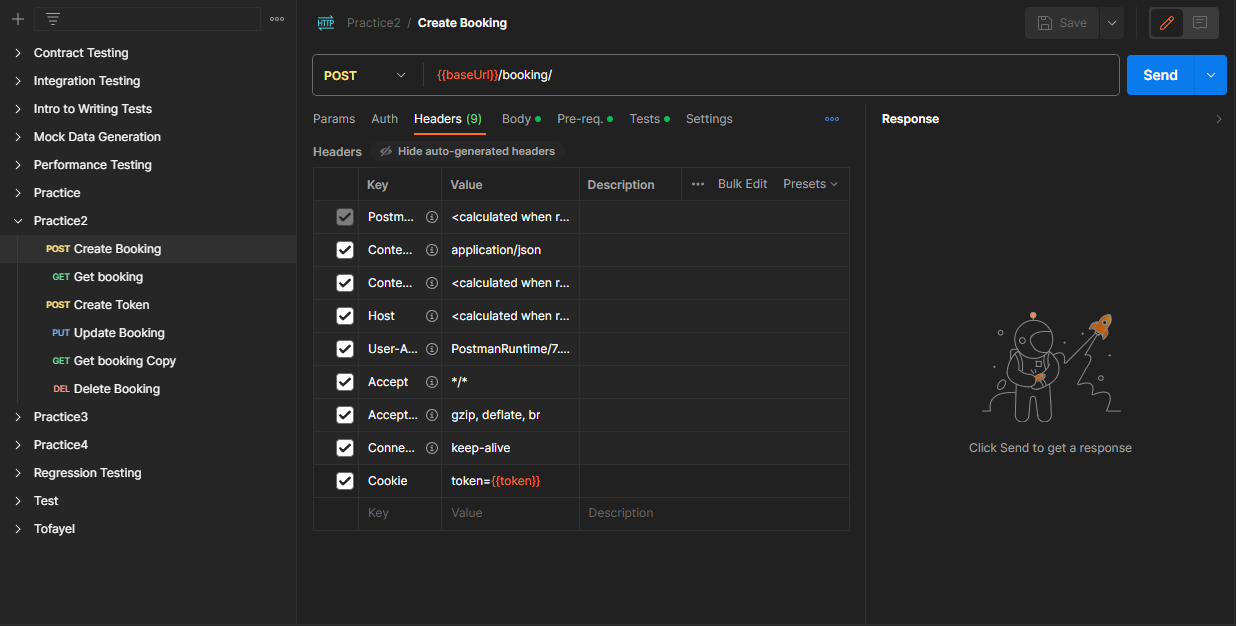 HTTP Practice2 / Create Booking
Save
Contract Testing
Integration Testing
Intro to Writing Tests
Mock Data Generation
Performance Testing
Practice
Practice2
POST Create Booking
GET Get booking
POST Create Token
PUT Update Booking
GET Get booking Copy
DEL Delete Booking
Practice3
Practice4
Regression Testing
Test
Tofayel
POST {{baseUrl}}/booking/
Send
Params Auth Headers (9) Body Pre-req. Tests Settings
Headers Hide auto-generated headers
Key Value Description Bulk Edit Presets
Postm... <calculated when r...
Conte... application/json
Conte... <calculated when r...
Host <calculated when r...
User-A... PostmanRuntime/7....
Accept */*
Accept... gzip, deflate, br
Conne... keep-alive
Cookie token={{token}}
Key Value Description
Response
Click Send to get a response